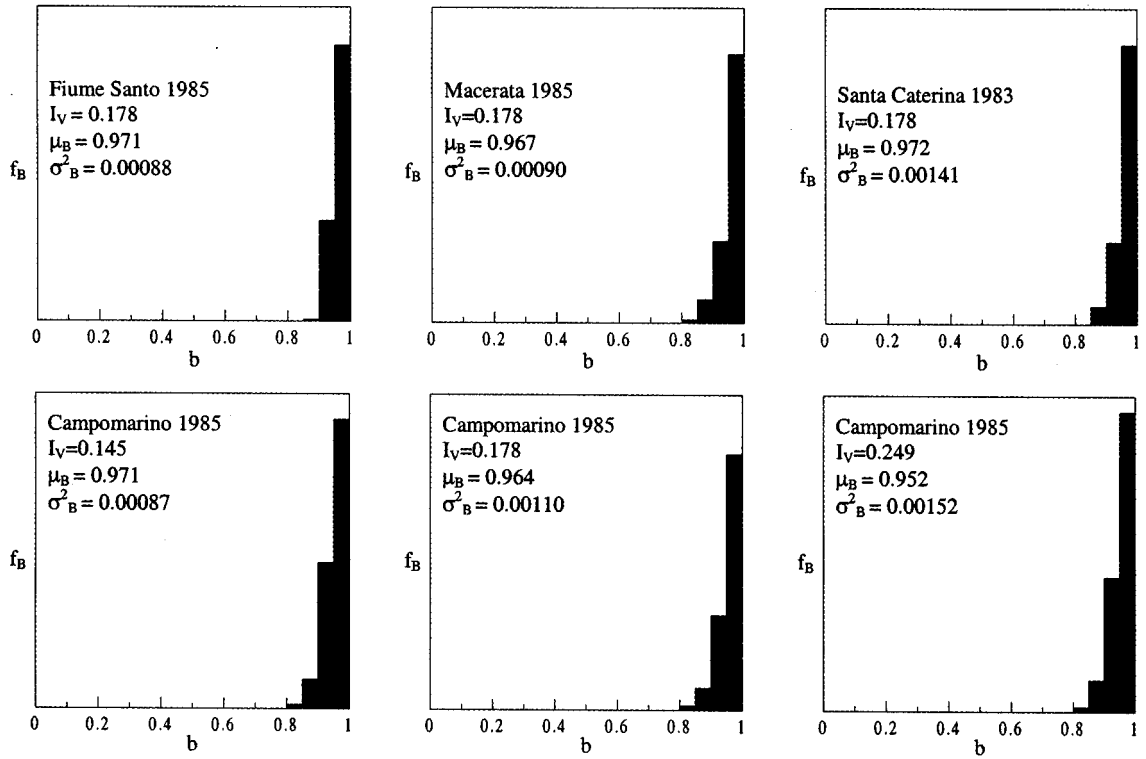 Fiume Santo 1985
I_V = 0.178
μ_B = 0.971
σ²_B = 0.00088
f_B
0 0.2 0.4 0.6 0.8 1
b
Macerata 1985
I_V=0.178
μ_B = 0.967
σ²_B = 0.00090
f_B
0 0.2 0.4 0.6 0.8 1
b
Santa Caterina 1983
I_V=0.178
μ_B = 0.972
σ²_B = 0.00141
f_B
0 0.2 0.4 0.6 0.8 1
b
Campomarino 1985
I_V=0.145
μ_B = 0.971
σ²_B = 0.00087
f_B
0 0.2 0.4 0.6 0.8 1
b
Campomarino 1985
I_V=0.178
μ_B = 0.964
σ²_B = 0.00110
f_B
0 0.2 0.4 0.6 0.8 1
b
Campomarino 1985
I_V=0.249
μ_B = 0.952
σ²_B = 0.00152
f_B
0 0.2 0.4 0.6 0.8 1
b